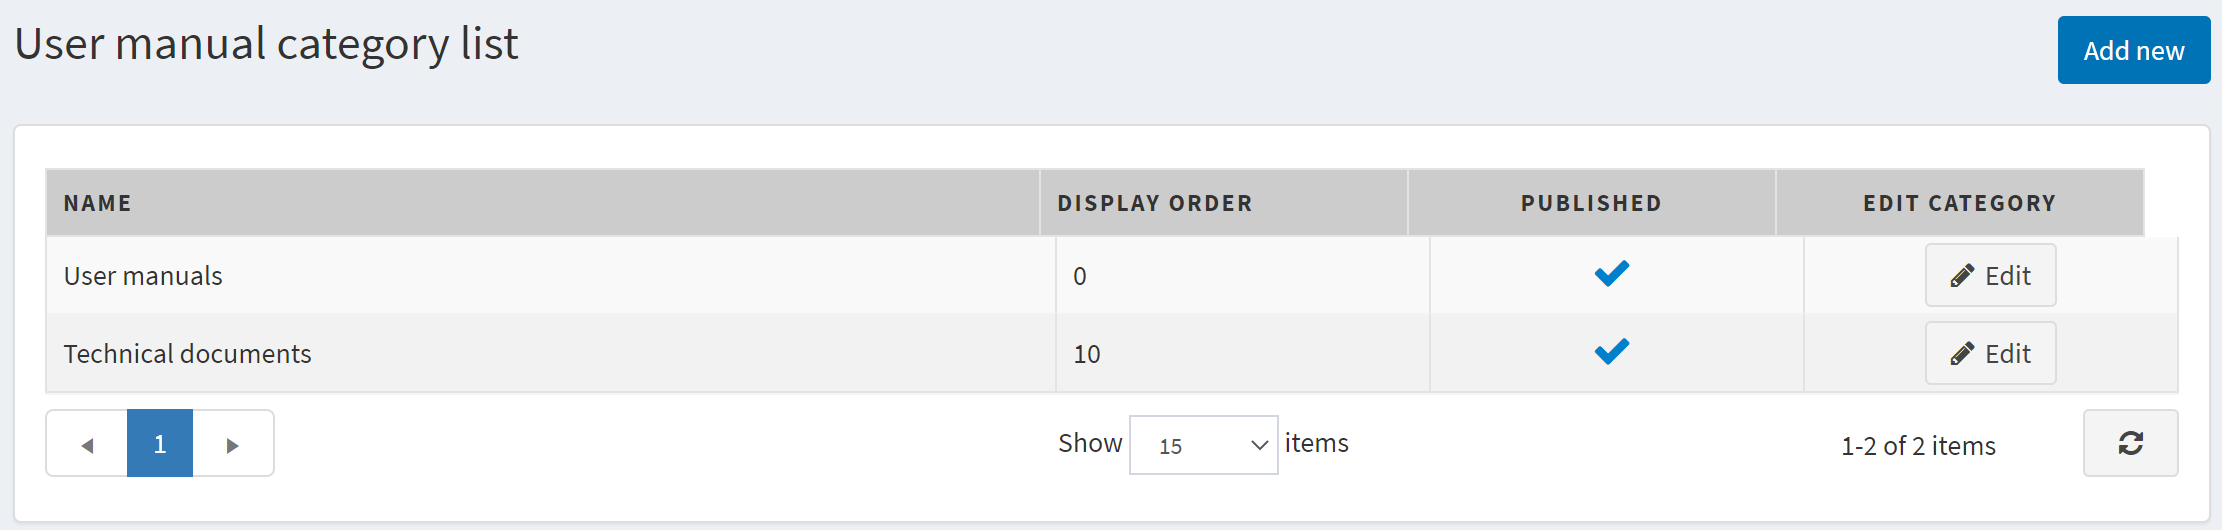 User manual category list
Add new
NAME DISPLAY ORDER PUBLISHED EDIT CATEGORY
User manuals 0 Edit
Technical documents 10 Edit
1 Show 15 items 1-2 of 2 items